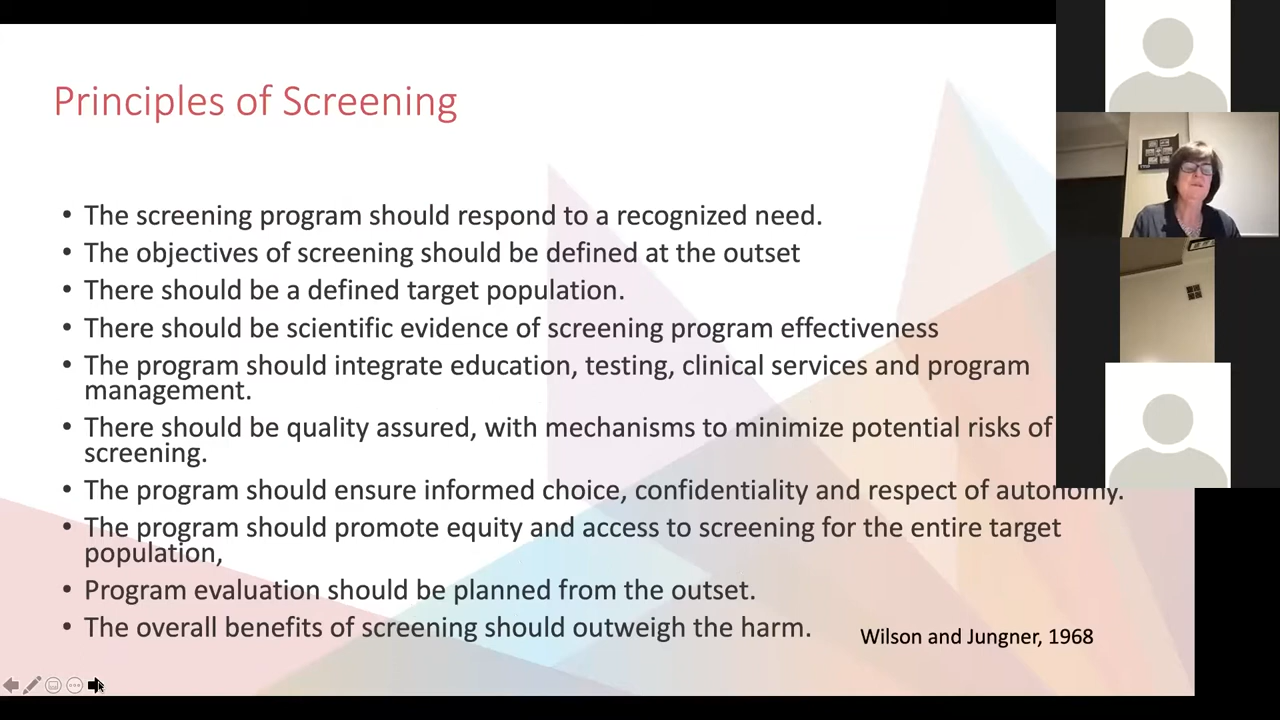 Principles of Screening
• The screening program should respond to a recognized need.
• The objectives of screening should be defined at the outset
• There should be a defined target population.
• There should be scientific evidence of screening program effectiveness
• The program should integrate education, testing, clinical services and program
management.
• There should be quality assured, with mechanisms to minimize potential risks of
screening.
• The program should ensure informed choice, confidentiality and respect of autonomy.
• The program should promote equity and access to screening for the entire target
population,
• Program evaluation should be planned from the outset.
• The overall benefits of screening should outweigh the harm.
Wilson and Jungner, 1968